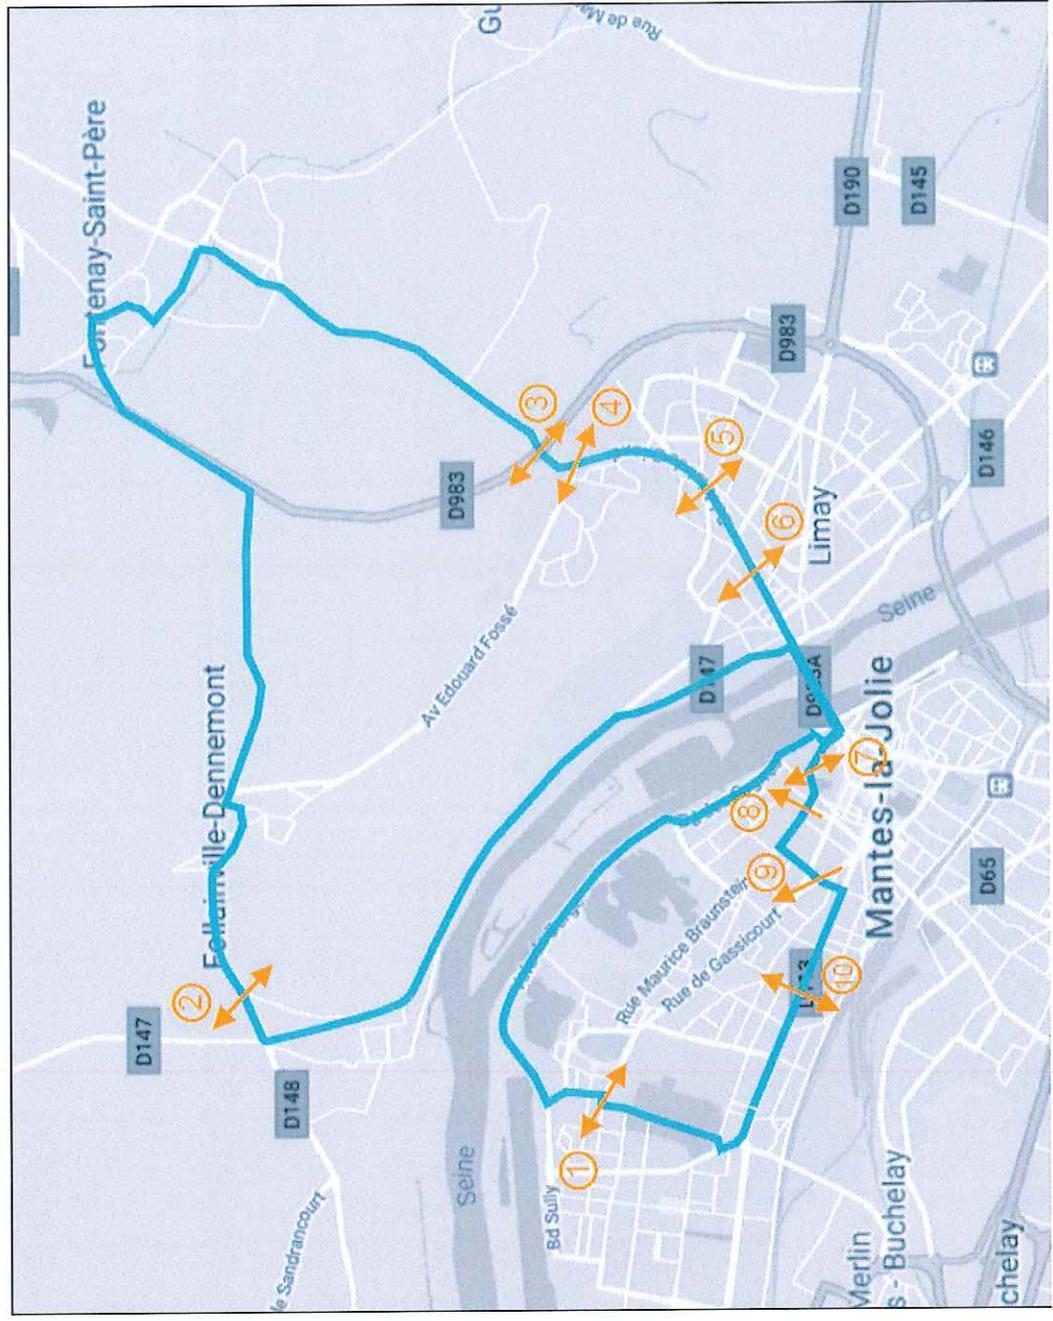 Fontenay-Saint-Père
Follainville-Dennemont
D147
②
D148
le Sandrancourt
Gu
Rue de Ma
D983
Av Edouard Fossé
③
④
Seine
Bd Sully
①
Rue Maurice Braunstein
Rue de Gassicourt
D147
⑤
⑥
D983
Limay
D190
D145
Seine
⑧
⑦
⑨
⑩
Mantes-la-Jolie
D146
D65
Merlin
s - Buchelay
chelay